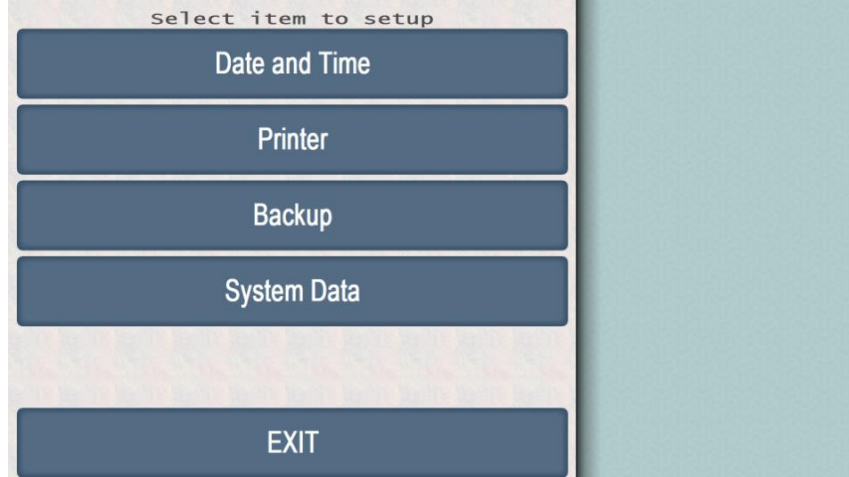 Select item to setup
Date and Time
Printer
Backup
System Data
EXIT